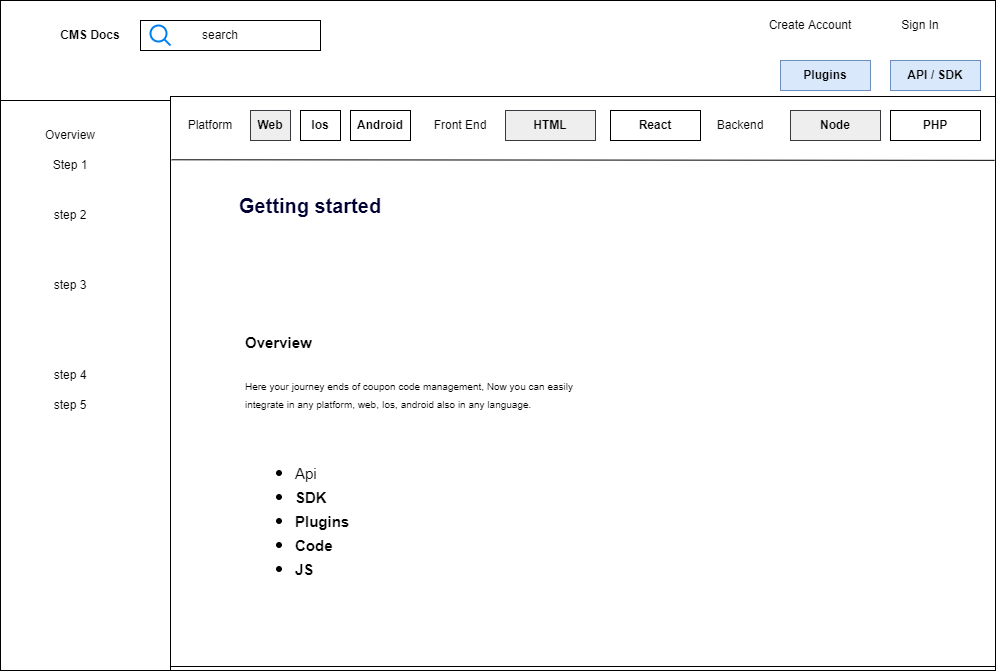 CMS Docs
search
Create Account
Sign In
Plugins
API / SDK
Platform
Web
Ios
Android
Front End
HTML
React
Backend
Node
PHP
Overview
Step 1
step 2
step 3
step 4
step 5
Getting started
Overview
Here your journey ends of coupon code management, Now you can easily
integrate in any platform, web, Ios, android also in any language.
Api
SDK
Plugins
Code
JS